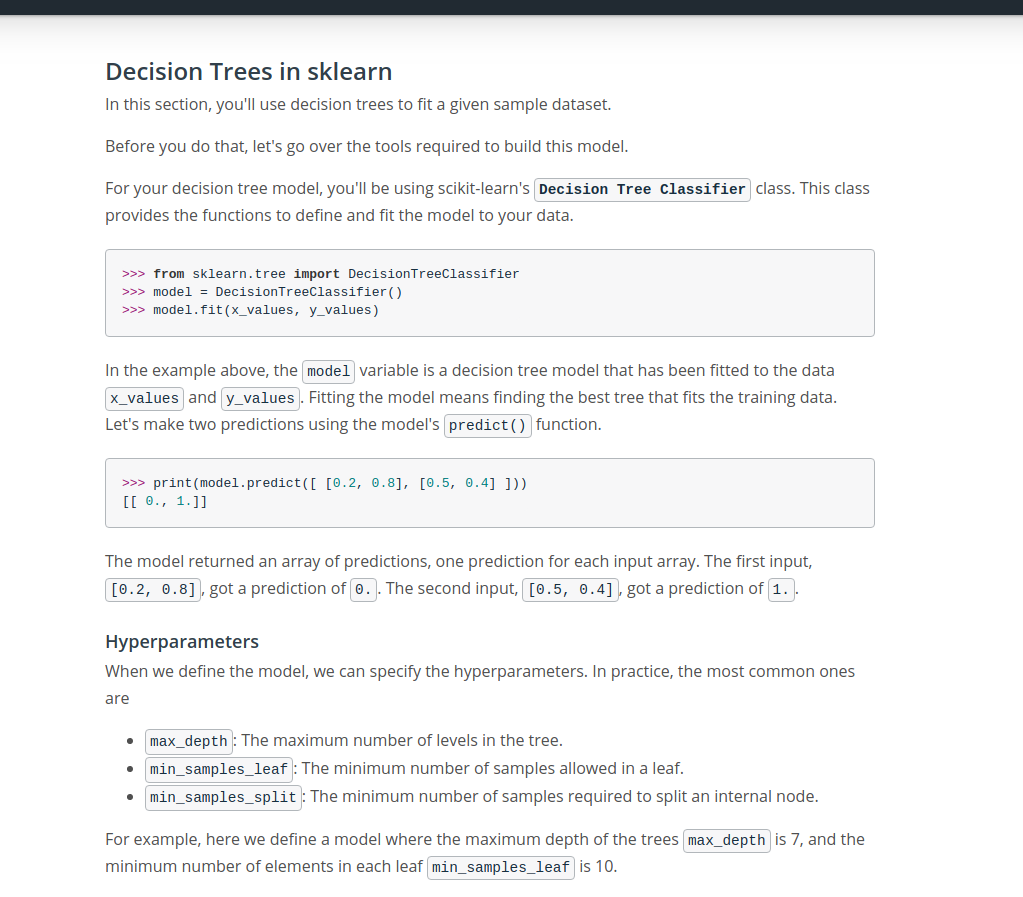 Decision Trees in sklearn
In this section, you'll use decision trees to fit a given sample dataset.
Before you do that, let's go over the tools required to build this model.
For your decision tree model, you'll be using scikit-learn's Decision Tree Classifier class. This class
provides the functions to define and fit the model to your data.
>>> from sklearn.tree import DecisionTreeClassifier
>>> model = DecisionTreeClassifier()
>>> model.fit(x_values, y_values)
In the example above, the model variable is a decision tree model that has been fitted to the data
x_values and y_values. Fitting the model means finding the best tree that fits the training data.
Let's make two predictions using the model's predict() function.
>>> print(model.predict([ [0.2, 0.8], [0.5, 0.4] ]))
[[ 0., 1.]]
The model returned an array of predictions, one prediction for each input array. The first input,
[0.2, 0.8], got a prediction of 0.. The second input, [0.5, 0.4], got a prediction of 1..
Hyperparameters
When we define the model, we can specify the hyperparameters. In practice, the most common ones
are
• max_depth: The maximum number of levels in the tree.
• min_samples_leaf: The minimum number of samples allowed in a leaf.
• min_samples_split: The minimum number of samples required to split an internal node.
For example, here we define a model where the maximum depth of the trees max_depth is 7, and the
minimum number of elements in each leaf min_samples_leaf is 10.